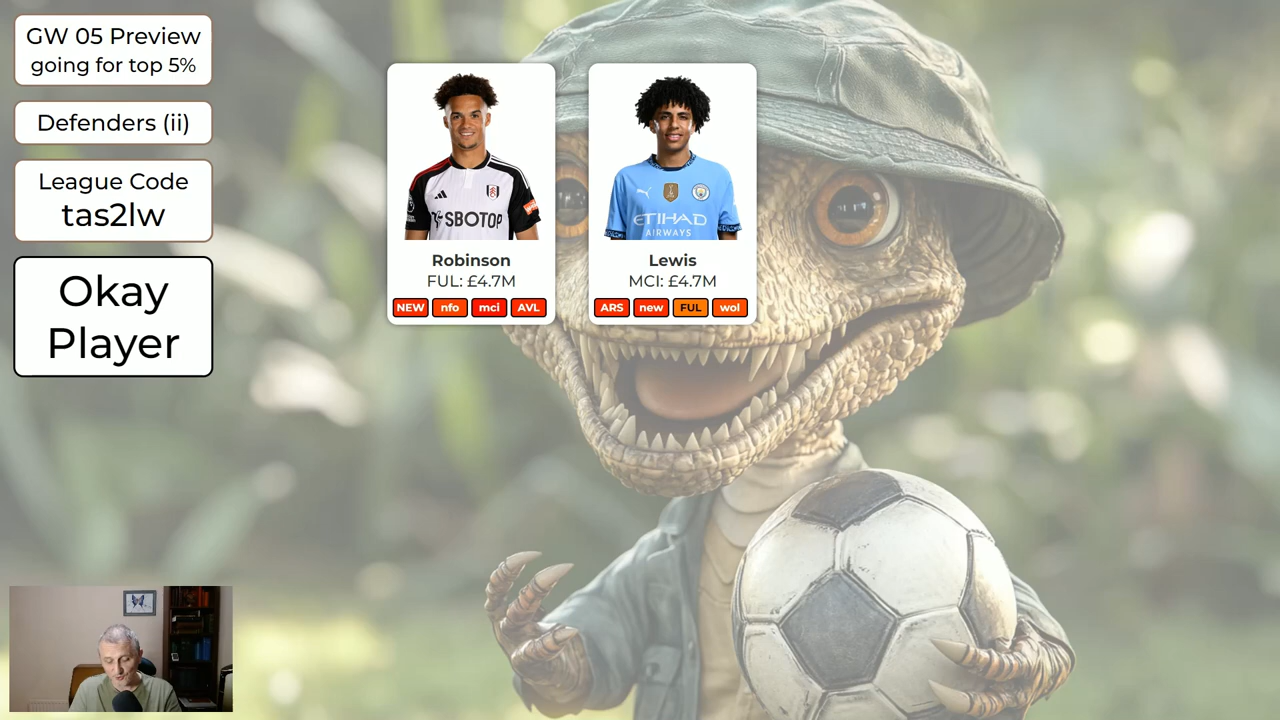 GW 05 Preview
going for top 5%
Defenders (ii)
League Code
tas2lw
Okay
Player
SBOTOP
Robinson
FUL: £4.7M
NEW nfo mci AVL
ETIHAD
AIRWAYS
Lewis
MCI: £4.7M
ARS new FUL wol